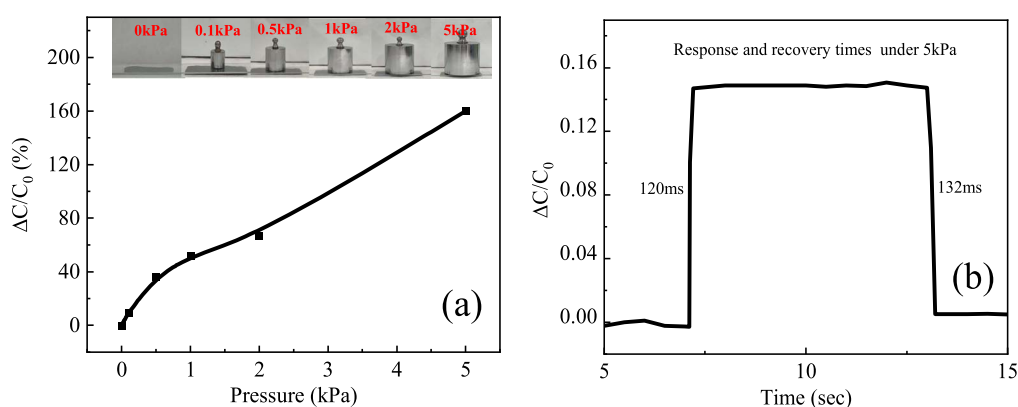 0kPa 0.1kPa 0.5kPa 1kPa 2kPa 5kPa
200
160
120
80
40
0
ΔC/C0 (%)
0 1 2 3 4 5
Pressure (kPa)
(a)
Response and recovery times under 5kPa
0.16
0.12
0.08
0.04
0.00
ΔC/C0
120ms
132ms
(b)
5 10 15
Time (sec)